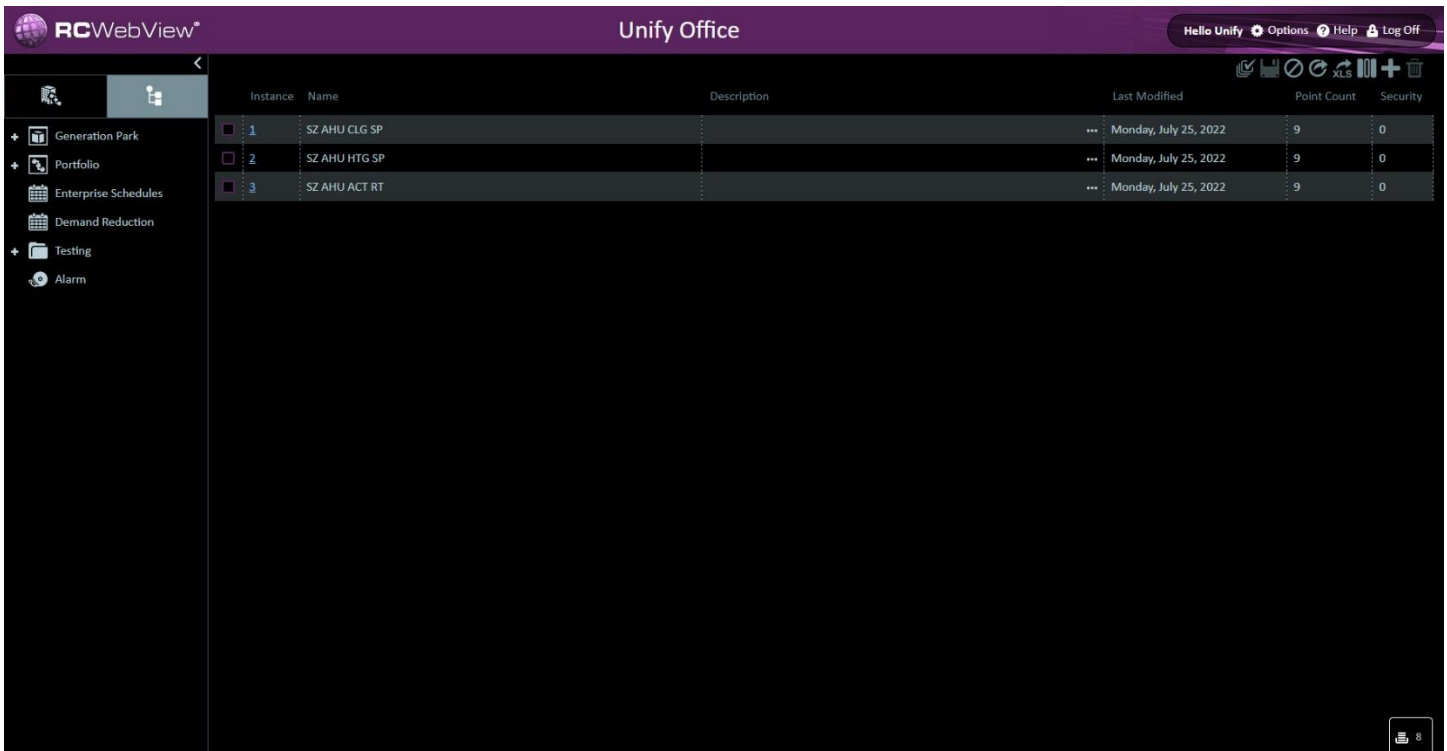 RCWebView®
Unify Office
Hello Unify Options Help Log Off
XLS
Instance Name Description Last Modified Point Count Security
Generation Park
Portfolio
Enterprise Schedules
Demand Reduction
Testing
Alarm
1 SZ AHU CLG SP ... Monday, July 25, 2022 9 0
2 SZ AHU HTG SP ... Monday, July 25, 2022 9 0
3 SZ AHU ACT RT ... Monday, July 25, 2022 9 0
8